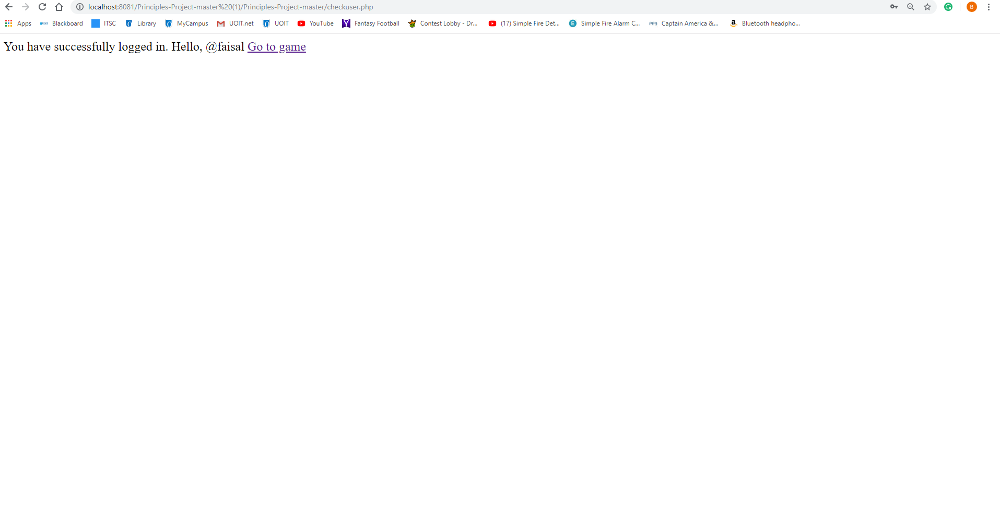 localhost:8081/Principles-Project-master%20(1)/Principles-Project-master/checkuser.php B
Apps UOIT Blackboard ITSC Library MyCampus UOIT.net UOIT YouTube Y Fantasy Football Contest Lobby - Dr... (17) Simple Fire Det... E Simple Fire Alarm C... PP9 Captain America &... a Bluetooth headpho...
You have successfully logged in. Hello, @faisal Go to game